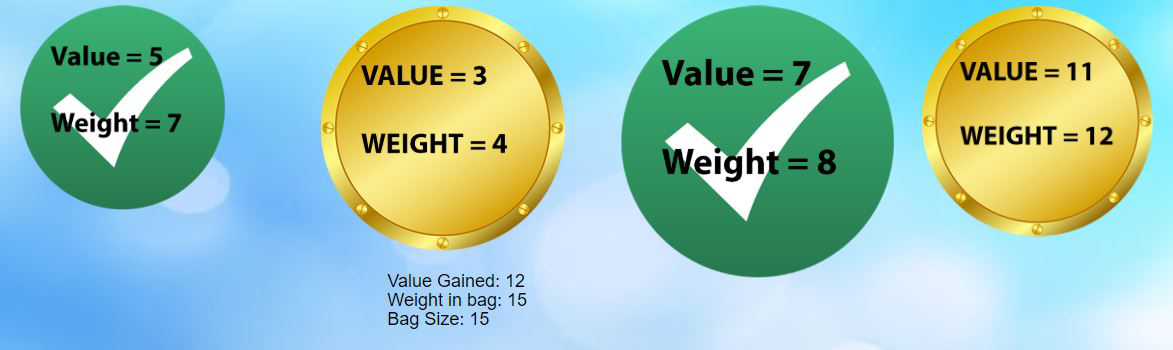 Value = 5
Weight = 7
VALUE = 3
WEIGHT = 4
Value = 7
Weight = 8
VALUE = 11
WEIGHT = 12
Value Gained: 12
Weight in bag: 15
Bag Size: 15